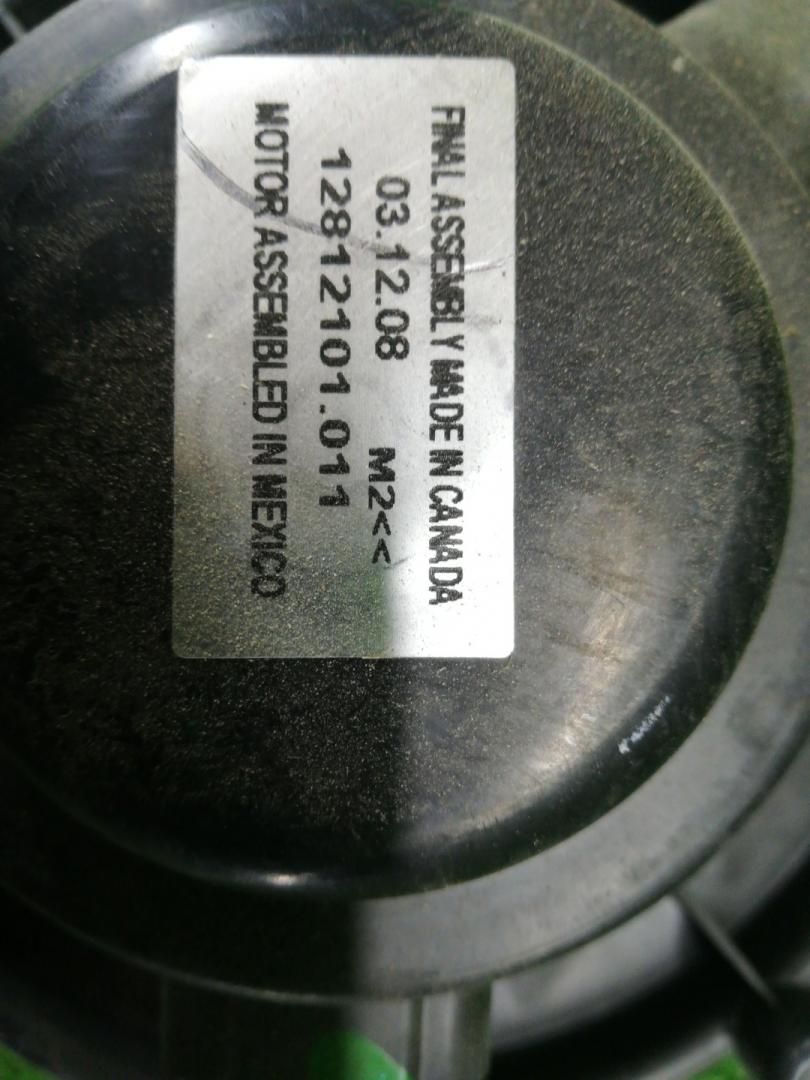 FINAL ASSEMBLY MADE IN CANADA
03.12.08 M2<<
12812101.011
MOTOR ASSEMBLED IN MEXICO